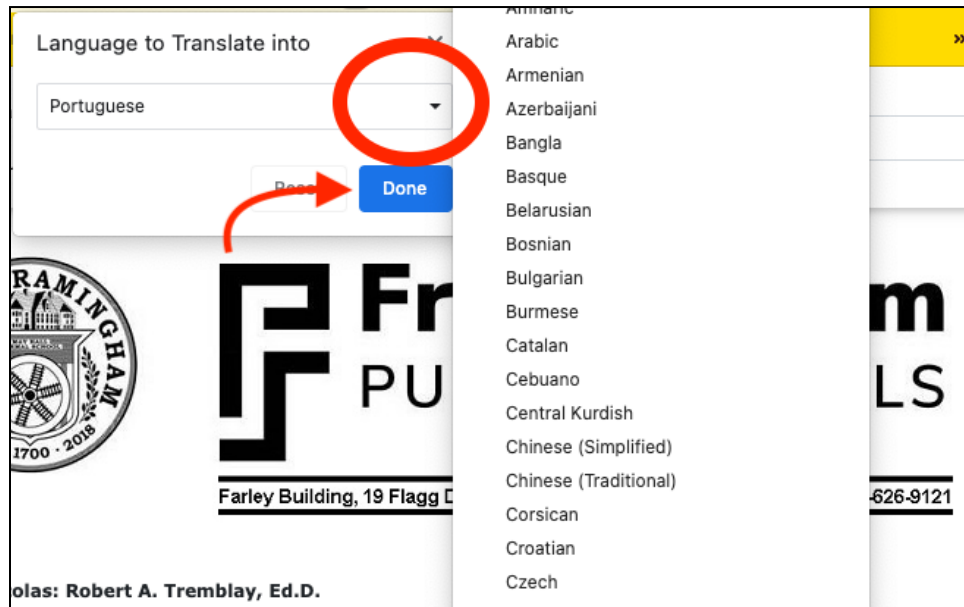 Language to Translate into
Portuguese
Done
Amharic
Arabic
Armenian
Azerbaijani
Bangla
Basque
Belarusian
Bosnian
Bulgarian
Burmese
Catalan
Cebuano
Central Kurdish
Chinese (Simplified)
Chinese (Traditional)
Corsican
Croatian
Czech
»
RAMINGHAM
1700 - 2018
Fr
m
PU
LS
Farley Building, 19 Flagg D
-626-9121
olas: Robert A. Tremblay, Ed.D.